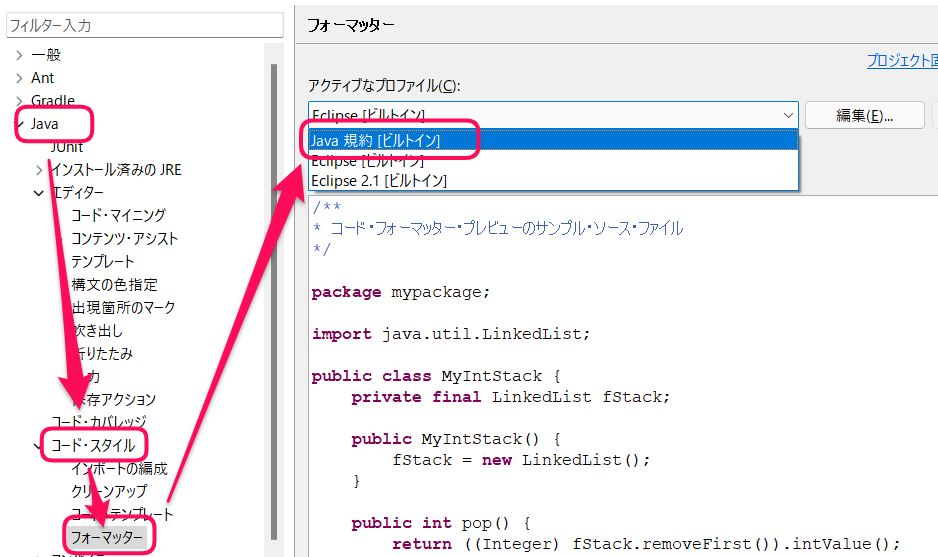 フィルター入力
一般
Ant
Gradle
Java
JUnit
インストール済みの JRE
エディター
コード・マイニング
コンテンツ・アシスト
テンプレート
構文の色指定
出現箇所のマーク
吹き出し
折りたたみ
保存アクション
コード・カバレッジ
コード・スタイル
インポートの編成
クリーンアップ
コード・テンプレート
フォーマッター
フォーマッター
プロジェクト固
アクティブなプロファイル(C):
Eclipse [ビルトイン]
編集(E)...
Java 規約 [ビルトイン]
Eclipse [ビルトイン]
Eclipse 2.1 [ビルトイン]
/**
* コード・フォーマッター・プレビューのサンプル・ソース・ファイル
*/
package mypackage;
import java.util.LinkedList;
public class MyIntStack {
private final LinkedList fStack;
public MyIntStack() {
fStack = new LinkedList();
}
public int pop() {
return ((Integer) fStack.removeFirst()).intValue();